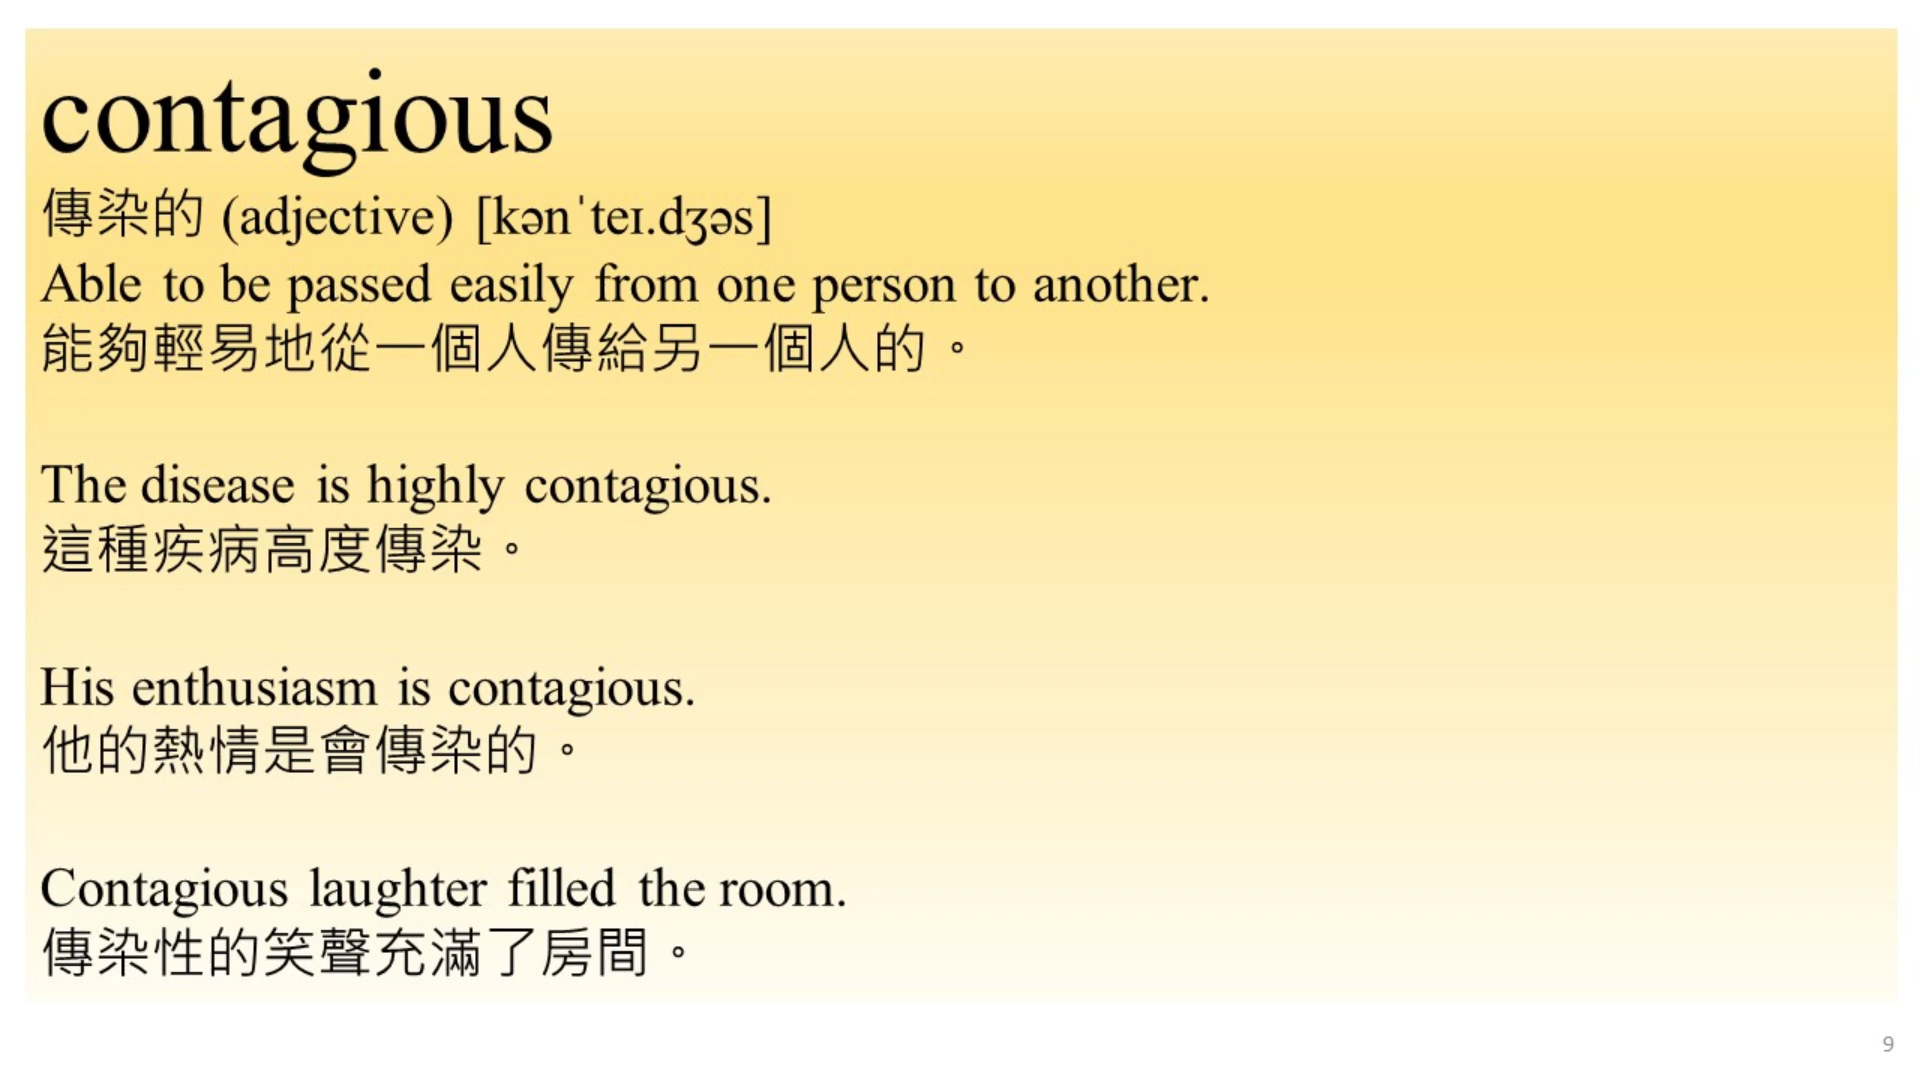 contagious
傳染的 (adjective) [kənˈteɪ.dʒəs]
Able to be passed easily from one person to another.
能夠輕易地從一個人傳給另一個人的。
The disease is highly contagious.
這種疾病高度傳染。
His enthusiasm is contagious.
他的熱情是會傳染的。
Contagious laughter filled the room.
傳染性的笑聲充滿了房間。
9